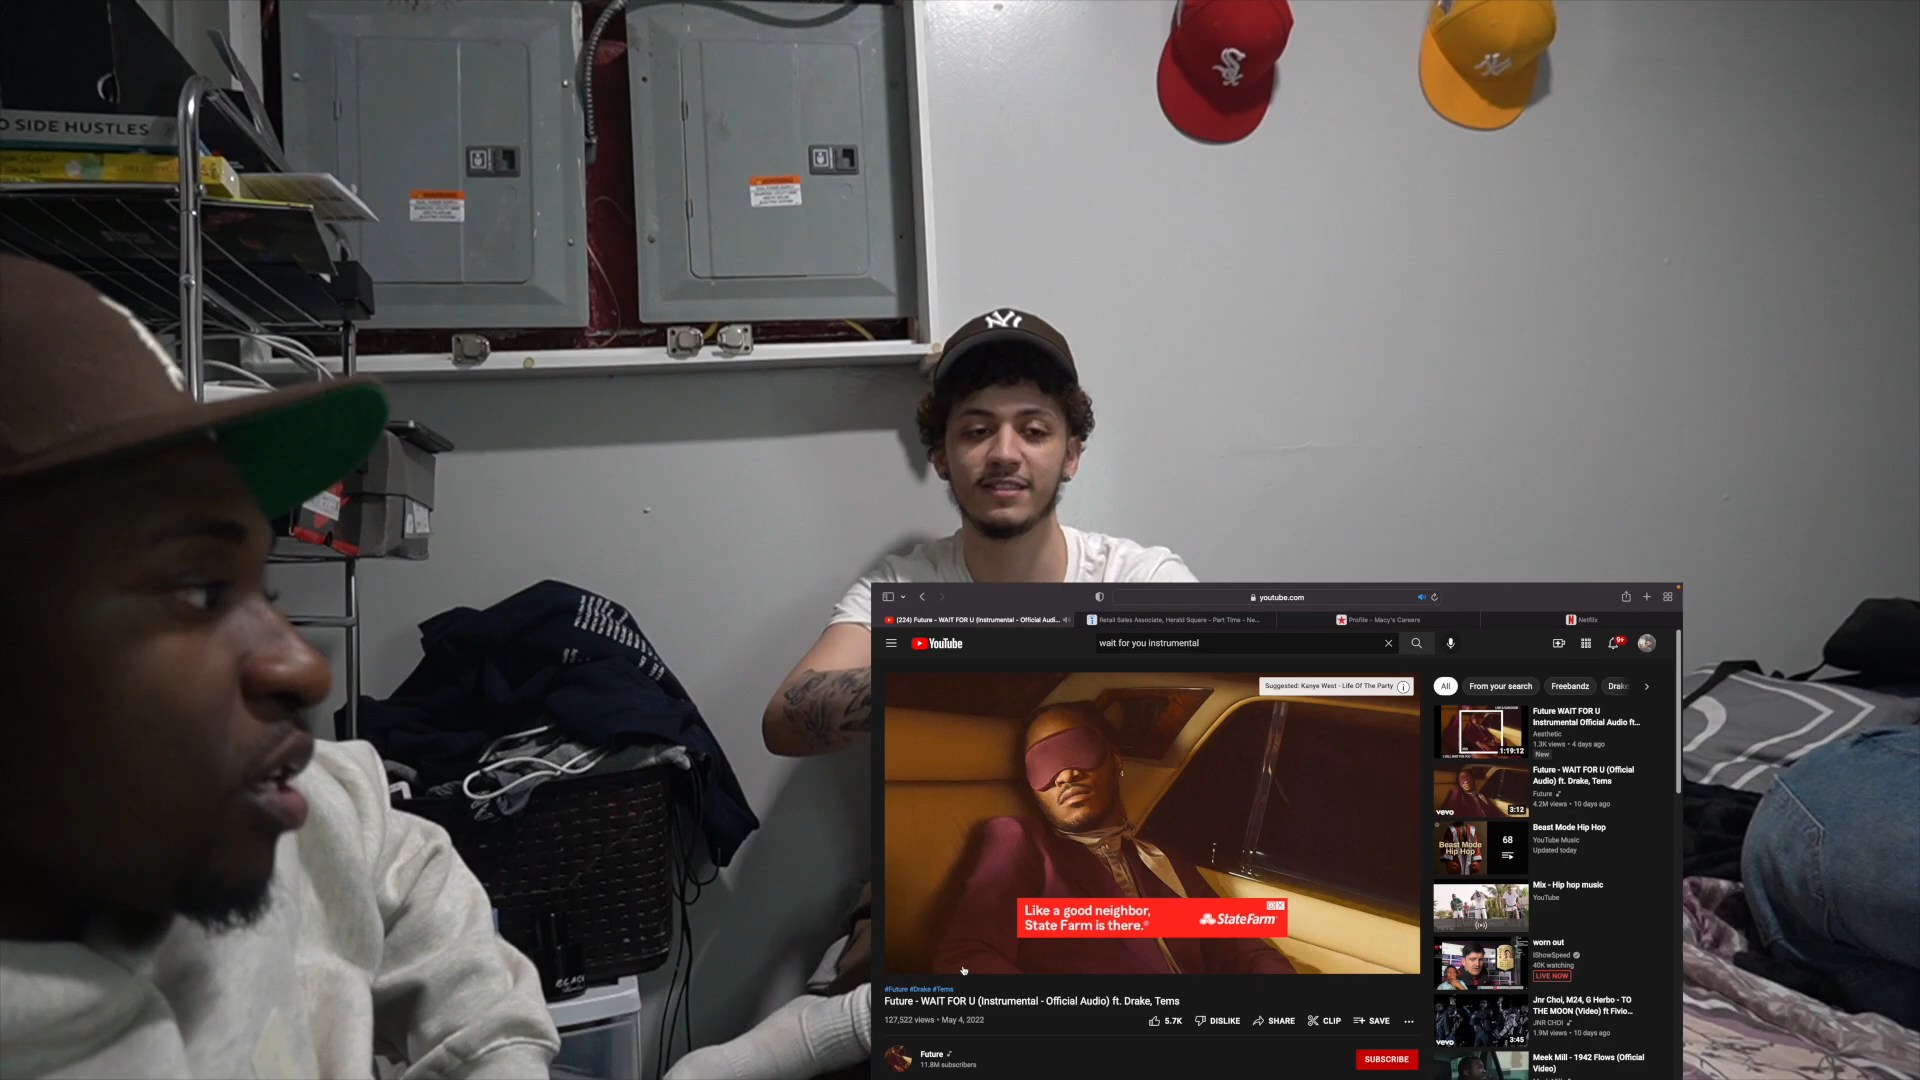 O SIDE HUSTLES
NY
BLACK
youtube.com
(224) Future - WAIT FOR U (Instrumental - Official Audi...
Retail Sales Associate, Herald Square - Part Time - Ne...
Profile - Macy's Careers
Netflix
YouTube
wait for you instrumental
9+
Suggested: Kanye West - Life Of The Party
All
From your search
Freebandz
Drake
Future WAIT FOR U
Instrumental Official Audio ft...
Aesthetic
1.3K views • 4 days ago
New
1:19:12
Future - WAIT FOR U (Official
Audio) ft. Drake, Tems
Future
4.2M views • 10 days ago
vevo
3:12
Beast Mode Hip Hop
YouTube Music
Updated today
Beast Mode
Hip Hop
68
Mix - Hip hop music
YouTube
worn out
IShowSpeed
40K watching
LIVE NOW
Jnr Choi, M24, G Herbo - TO
THE MOON (Video) ft Fivio...
JNR CHOI
1.9M views • 10 days ago
vevo
3:45
Meek Mill - 1942 Flows (Official
Video)
Like a good neighbor,
State Farm is there.®
StateFarm
#Future #Drake #Tems
Future - WAIT FOR U (Instrumental - Official Audio) ft. Drake, Tems
127,522 views • May 4, 2022
5.7K
DISLIKE
SHARE
CLIP
SAVE
Future
11.8M subscribers
SUBSCRIBE